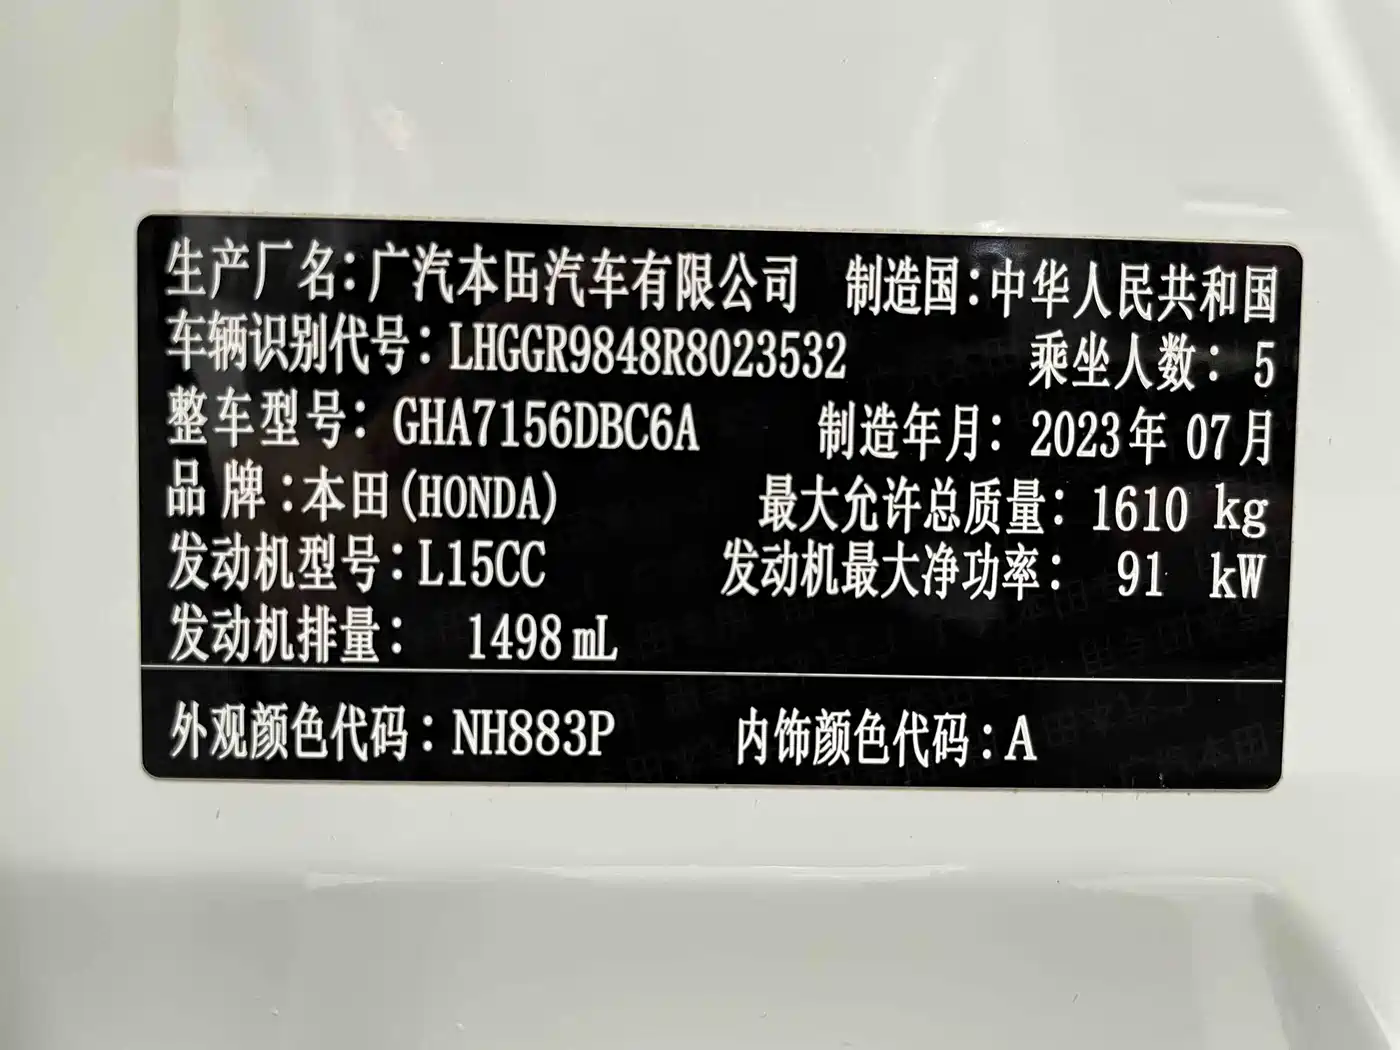 生产厂名：广汽本田汽车有限公司 制造国：中华人民共和国
车辆识别代号：LHGGR9848R8023532 乘坐人数：5
整车型号：GHA7156DBC6A 制造年月：2023年07月
品牌：本田(HONDA) 最大允许总质量：1610 kg
发动机型号：L15CC 发动机最大净功率：91 kW
发动机排量：1498mL
外观颜色代码：NH883P 内饰颜色代码：A